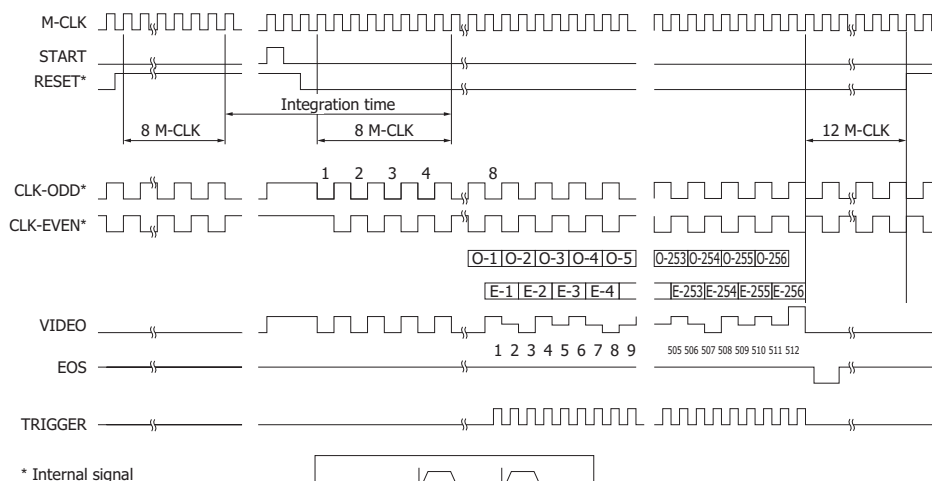 M-CLK
START
RESET*
Integration time
8 M-CLK
8 M-CLK
12 M-CLK
1 2 3 4 8
CLK-ODD*
CLK-EVEN*
O-1 O-2 O-3 O-4 O-5 O-253 O-254 O-255 O-256
E-1 E-2 E-3 E-4 E-253 E-254 E-255 E-256
VIDEO
1 2 3 4 5 6 7 8 9 505 506 507 508 509 510 511 512
EOS
TRIGGER
* Internal signal